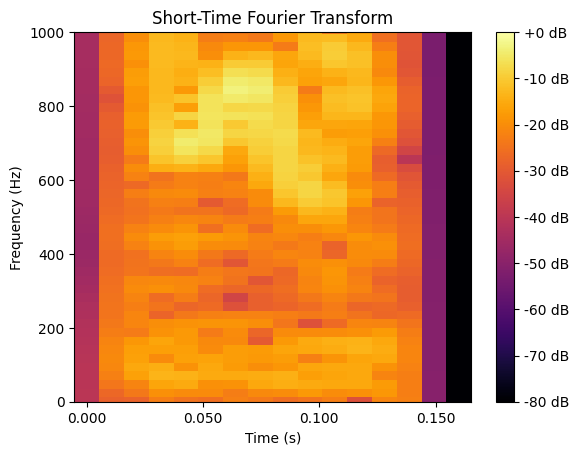 Short-Time Fourier Transform
1000
800
600
400
200
0
Frequency (Hz)
0.000
0.050
0.100
0.150
Time (s)
+0 dB
-10 dB
-20 dB
-30 dB
-40 dB
-50 dB
-60 dB
-70 dB
-80 dB